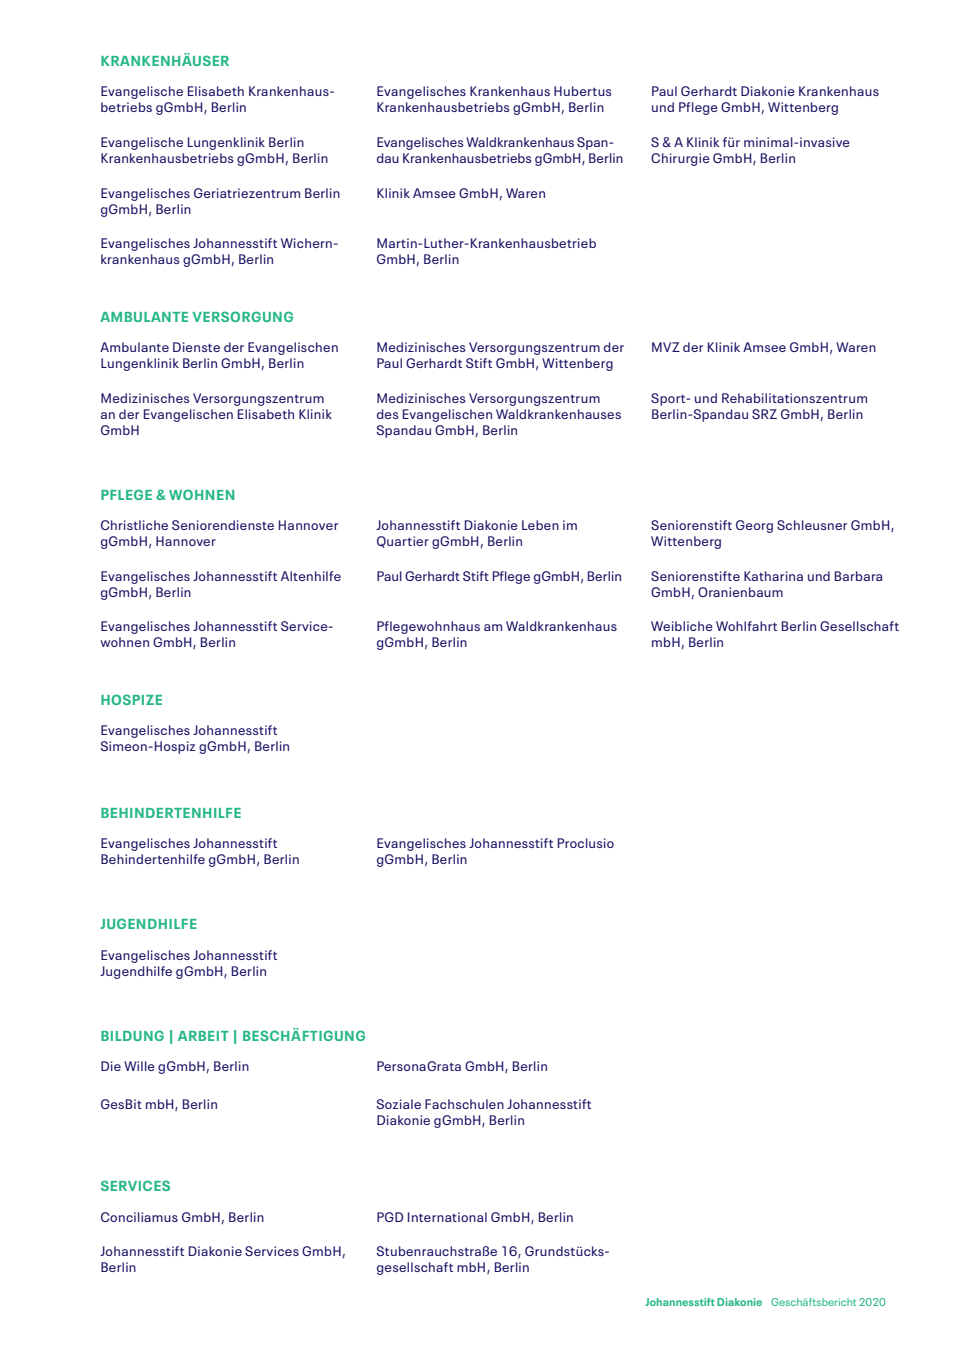 KRANKENHÄUSER
Evangelische Elisabeth Krankenhaus-
betriebs gGmbH, Berlin
Evangelische Lungenklinik Berlin
Krankenhausbetriebs gGmbH, Berlin
Evangelisches Geriatriezentrum Berlin
gGmbH, Berlin
Evangelisches Johannesstift Wichern-
krankenhaus gGmbH, Berlin
Evangelisches Krankenhaus Hubertus
Krankenhausbetriebs gGmbH, Berlin
Evangelisches Waldkrankenhaus Span-
dau Krankenhausbetriebs gGmbH, Berlin
Klinik Amsee GmbH, Waren
Martin-Luther-Krankenhausbetrieb
GmbH, Berlin
Paul Gerhardt Diakonie Krankenhaus
und Pflege GmbH, Wittenberg
S & A Klinik für minimal-invasive
Chirurgie GmbH, Berlin
AMBULANTE VERSORGUNG
Ambulante Dienste der Evangelischen
Lungenklinik Berlin GmbH, Berlin
Medizinisches Versorgungszentrum
an der Evangelischen Elisabeth Klinik
GmbH
Medizinisches Versorgungszentrum der
Paul Gerhardt Stift GmbH, Wittenberg
Medizinisches Versorgungszentrum
des Evangelischen Waldkrankenhauses
Spandau GmbH, Berlin
MVZ der Klinik Amsee GmbH, Waren
Sport- und Rehabilitationszentrum
Berlin-Spandau SRZ GmbH, Berlin
PFLEGE & WOHNEN
Christliche Seniorendienste Hannover
gGmbH, Hannover
Evangelisches Johannesstift Altenhilfe
gGmbH, Berlin
Evangelisches Johannesstift Service-
wohnen GmbH, Berlin
Johannesstift Diakonie Leben im
Quartier gGmbH, Berlin
Paul Gerhardt Stift Pflege gGmbH, Berlin
Pflegewohnhaus am Waldkrankenhaus
gGmbH, Berlin
Seniorenstift Georg Schleusner GmbH,
Wittenberg
Seniorenstifte Katharina und Barbara
GmbH, Oranienbaum
Weibliche Wohlfahrt Berlin Gesellschaft
mbH, Berlin
HOSPIZE
Evangelisches Johannesstift
Simeon-Hospiz gGmbH, Berlin
BEHINDERTENHILFE
Evangelisches Johannesstift
Behindertenhilfe gGmbH, Berlin
Evangelisches Johannesstift Proclusio
gGmbH, Berlin
JUGENDHILFE
Evangelisches Johannesstift
Jugendhilfe gGmbH, Berlin
BILDUNG | ARBEIT | BESCHÄFTIGUNG
Die Wille gGmbH, Berlin
GesBit mbH, Berlin
PersonaGrata GmbH, Berlin
Soziale Fachschulen Johannesstift
Diakonie gGmbH, Berlin
SERVICES
Conciliamus GmbH, Berlin
Johannesstift Diakonie Services GmbH,
Berlin
PGD International GmbH, Berlin
Stubenrauchstraße 16, Grundstücks-
gesellschaft mbH, Berlin
Johannesstift Diakonie Geschäftsbericht 2020